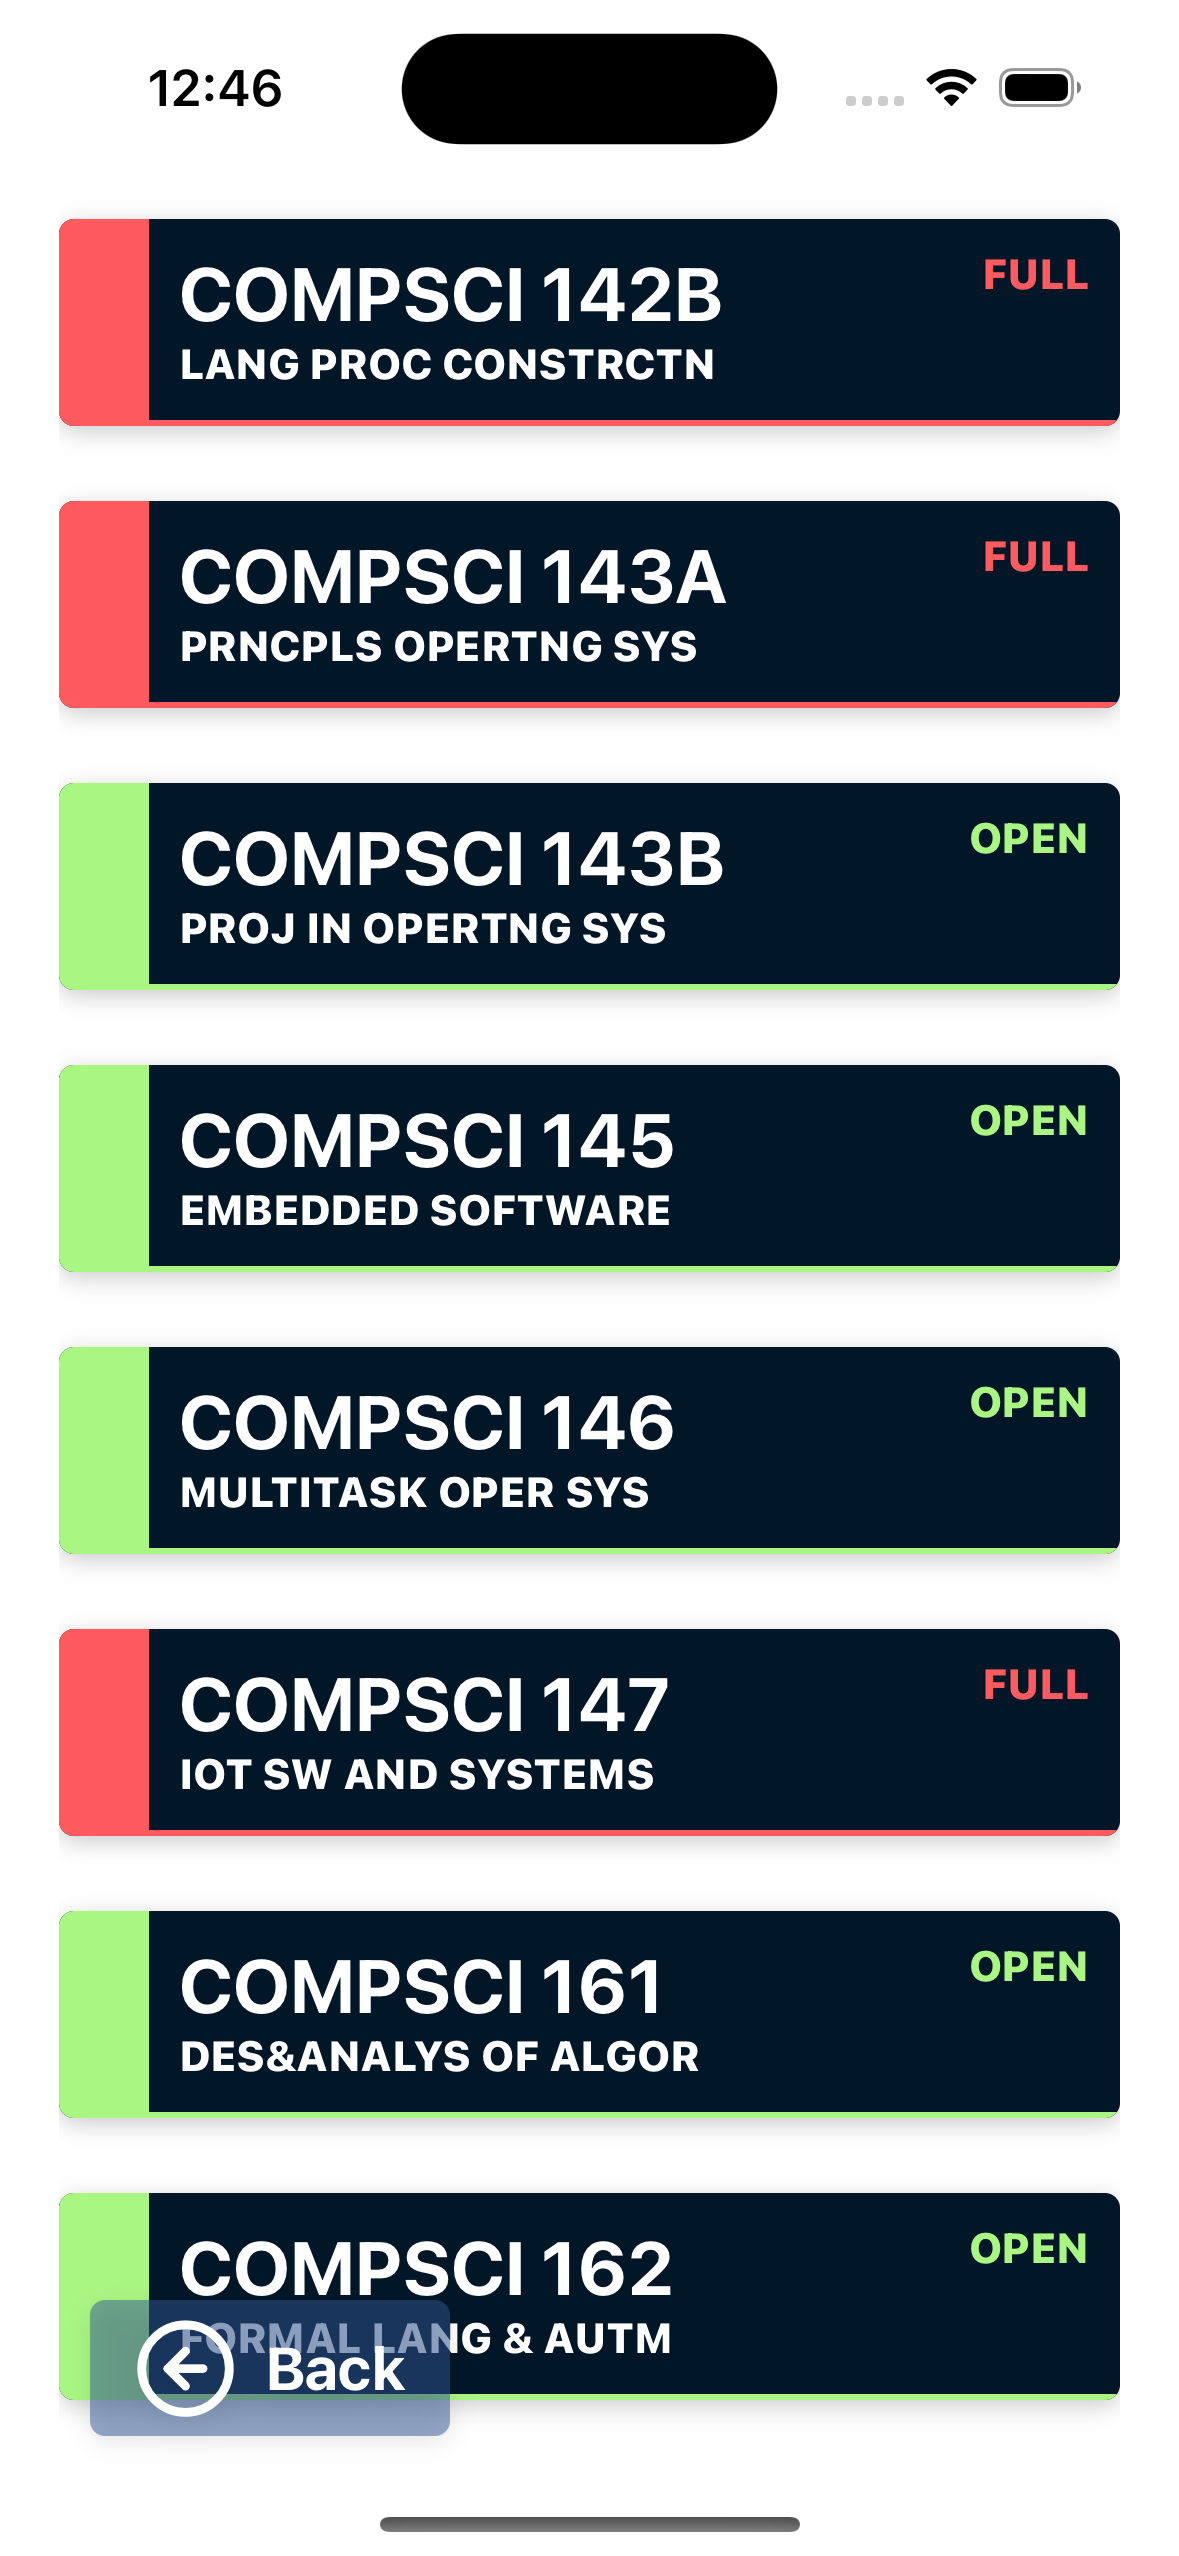 12:46
COMPSCI 142B
FULL
LANG PROC CONSTRCTN
COMPSCI 143A
FULL
PRNCPLS OPERTNG SYS
COMPSCI 143B
OPEN
PROJ IN OPERTNG SYS
COMPSCI 145
OPEN
EMBEDDED SOFTWARE
COMPSCI 146
OPEN
MULTITASK OPER SYS
COMPSCI 147
FULL
IOT SW AND SYSTEMS
COMPSCI 161
OPEN
DES&ANALYS OF ALGOR
COMPSCI 162
OPEN
FORMAL LANG & AUTM
Back